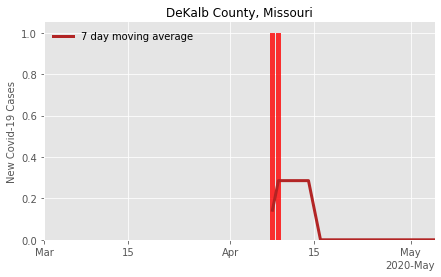 DeKalb County, Missouri
7 day moving average
New Covid-19 Cases
1.0
0.8
0.6
0.4
0.2
0.0
Mar 15 Apr 15 May
2020-May